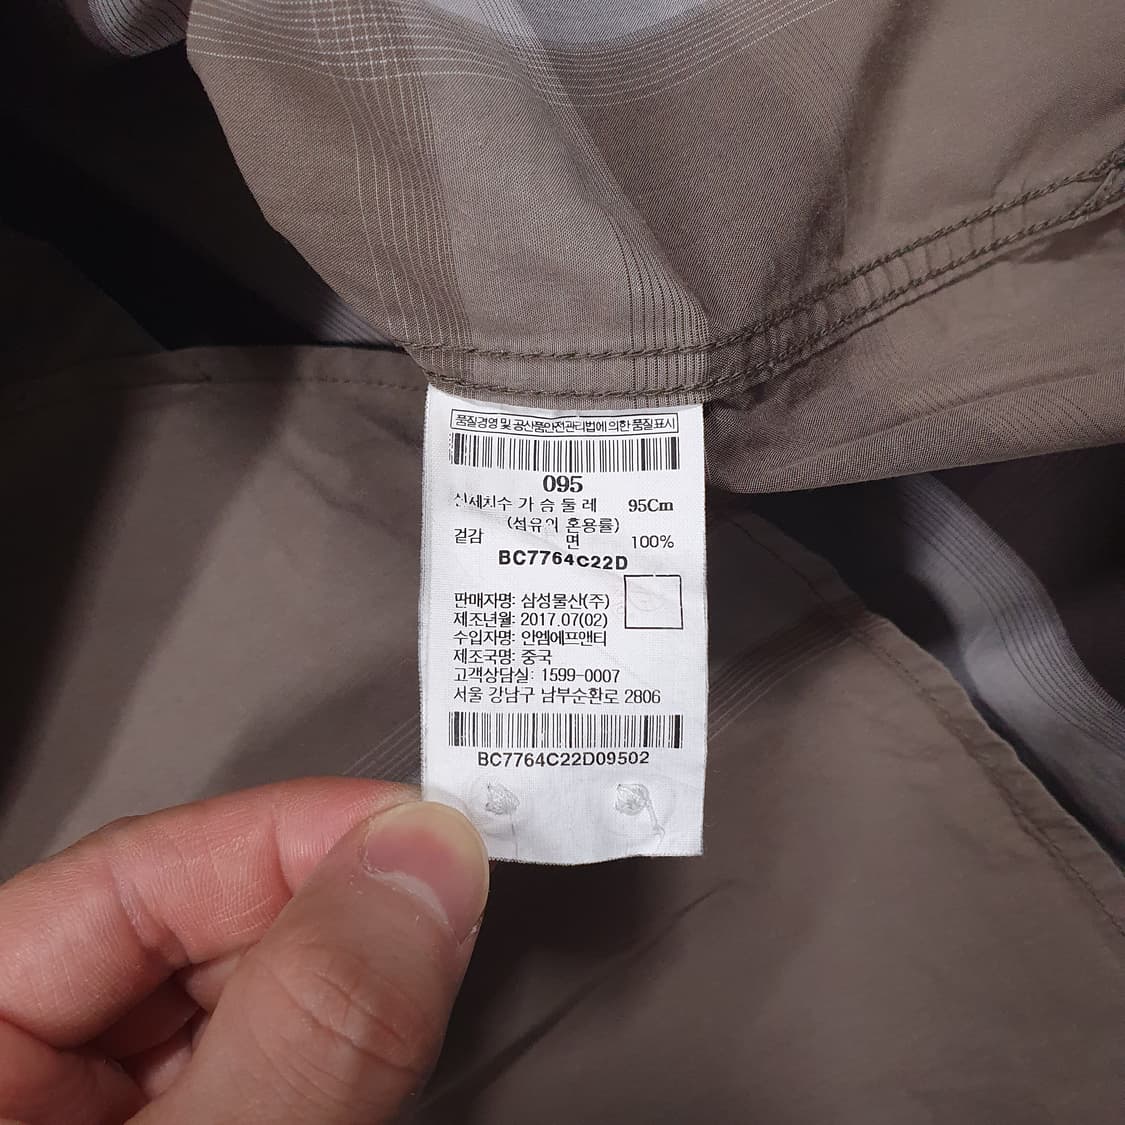 품질경영 및 공산품안전관리법에 의한 품질표시
095
신체치수 가 슴 둘 레 95Cm
(섬유의 혼용률)
겉감 면 100%
BC7764C22D
판매자명: 삼성물산(주)
제조년월: 2017.07(02)
수입자명: 안엠에프앤티
제조국명: 중국
고객상담실: 1599-0007
서울 강남구 남부순환로 2806
BC7764C22D09502